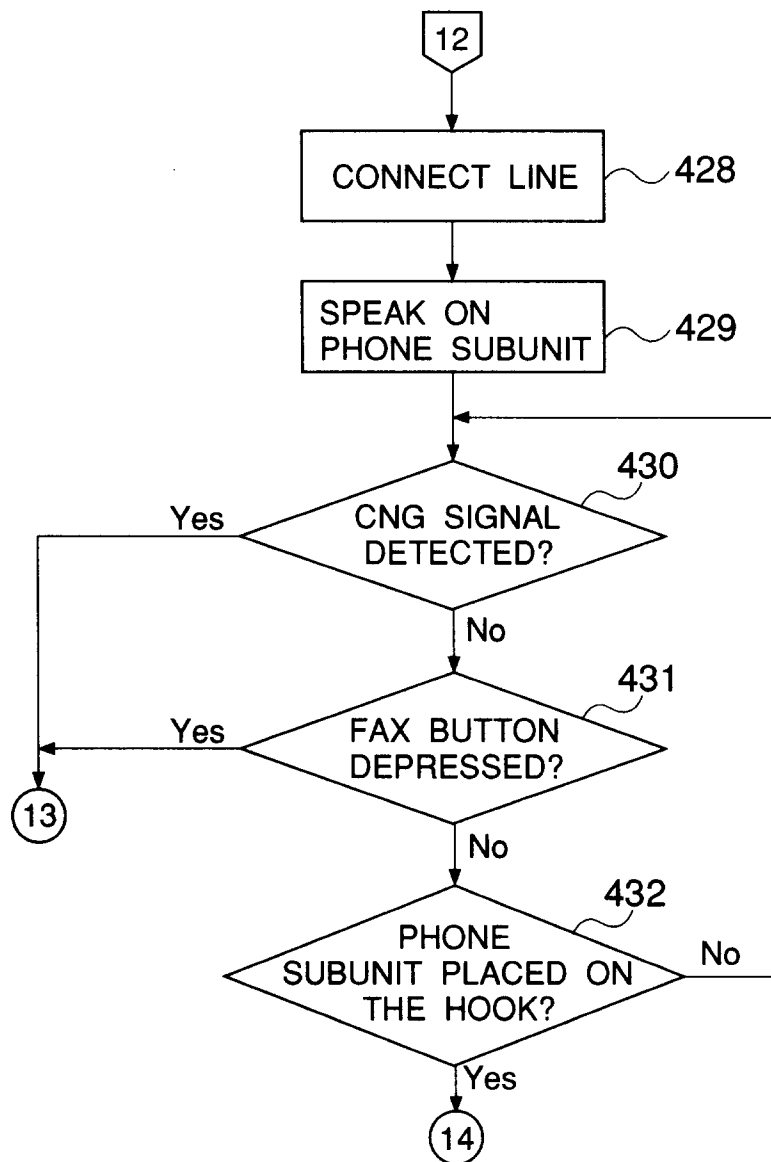 12
CONNECT LINE
428
SPEAK ON
PHONE SUBUNIT
429
430
Yes
CNG SIGNAL
DETECTED?
No
431
Yes
FAX BUTTON
DEPRESSED?
13
No
432
PHONE
SUBUNIT PLACED ON
THE HOOK?
No
Yes
14